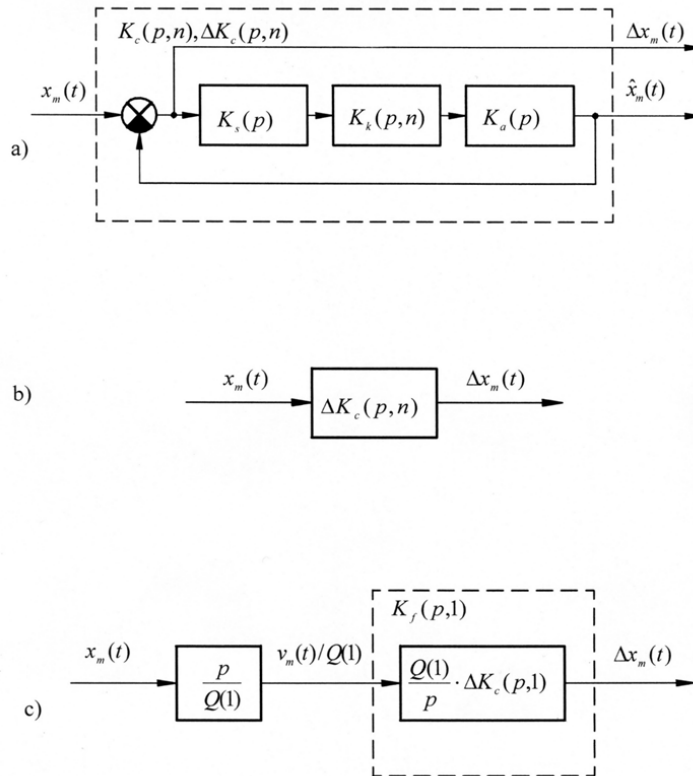 K_c(p,n),ΔK_c(p,n)
Δx_m(t)
x_m(t)
x̂_m(t)
K_s(p)
K_k(p,n)
K_a(p)
a)
x_m(t)
Δx_m(t)
b)
ΔK_c(p,n)
K_f(p,1)
x_m(t)
v_m(t)/Q(1)
Δx_m(t)
p/Q(1)
Q(1)/p · ΔK_c(p,1)
c)